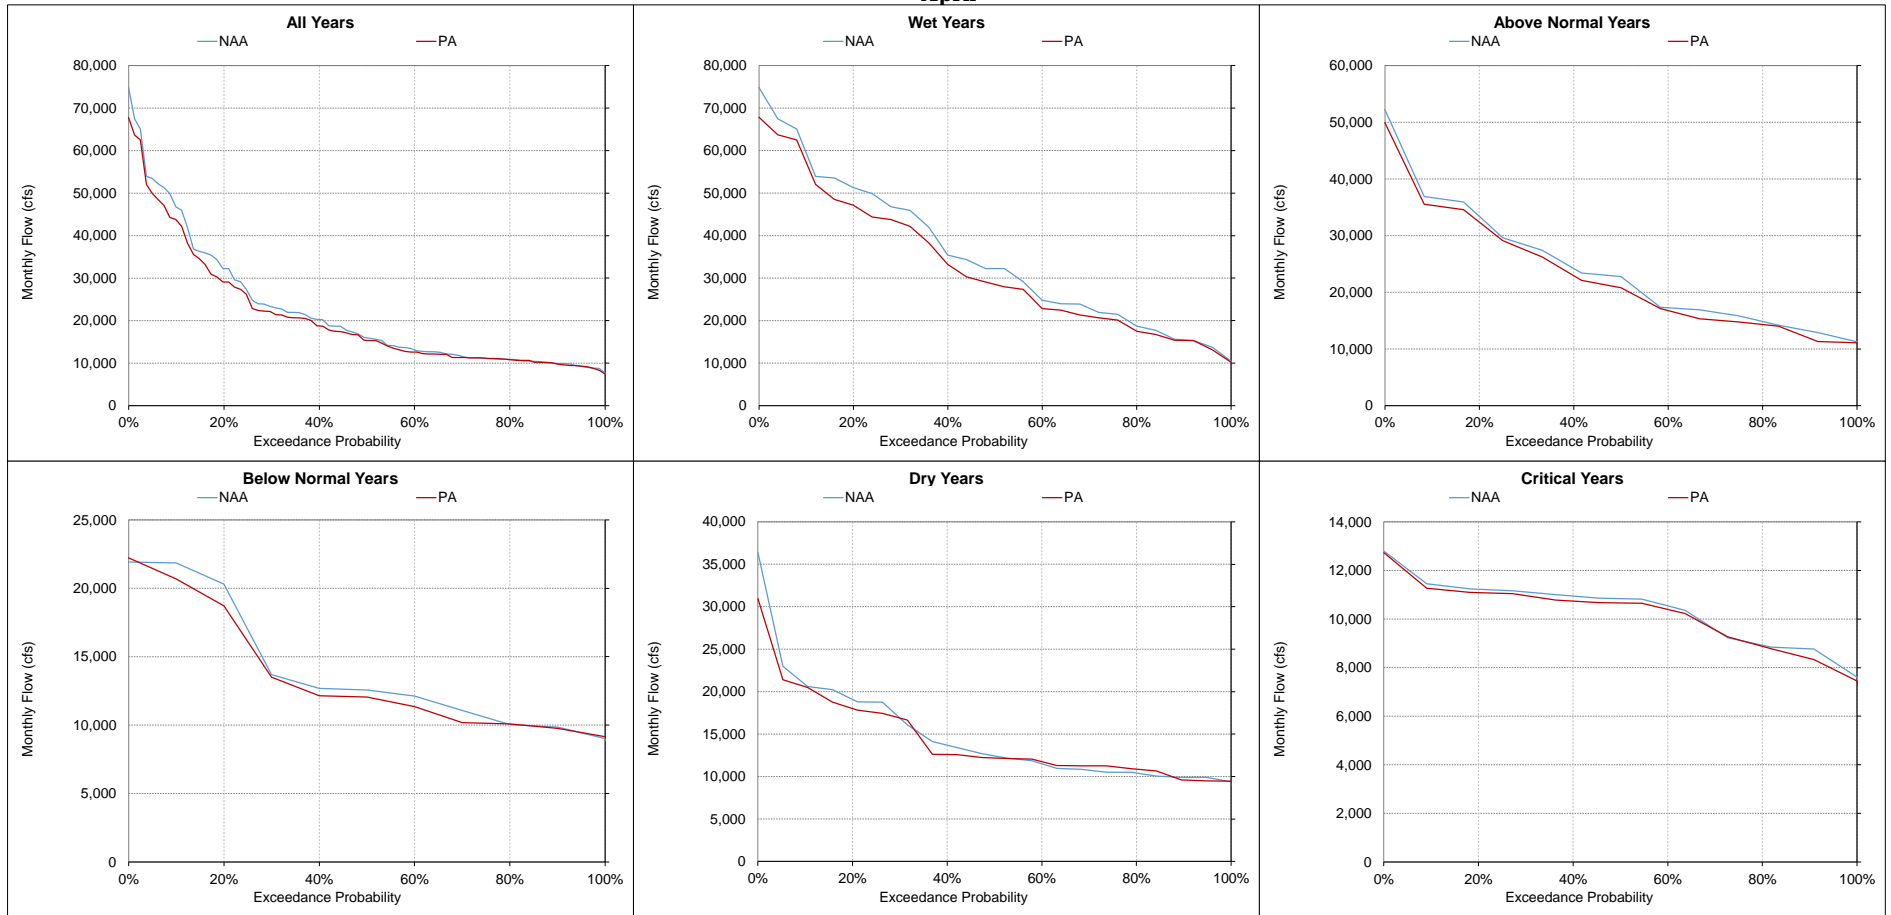 All Years
NAA PA
80,000
70,000
60,000
50,000
40,000
30,000
20,000
10,000
0
Monthly Flow (cfs)
0% 20% 40% 60% 80% 100%
Exceedance Probability
Wet Years
NAA PA
80,000
70,000
60,000
50,000
40,000
30,000
20,000
10,000
0
Monthly Flow (cfs)
0% 20% 40% 60% 80% 100%
Exceedance Probability
Above Normal Years
NAA PA
60,000
50,000
40,000
30,000
20,000
10,000
0
Monthly Flow (cfs)
0% 20% 40% 60% 80% 100%
Exceedance Probability
Below Normal Years
NAA PA
25,000
20,000
15,000
10,000
5,000
0
Monthly Flow (cfs)
0% 20% 40% 60% 80% 100%
Exceedance Probability
Dry Years
NAA PA
40,000
35,000
30,000
25,000
20,000
15,000
10,000
5,000
0
Monthly Flow (cfs)
0% 20% 40% 60% 80% 100%
Exceedance Probability
Critical Years
NAA PA
14,000
12,000
10,000
8,000
6,000
4,000
2,000
0
Monthly Flow (cfs)
0% 20% 40% 60% 80% 100%
Exceedance Probability